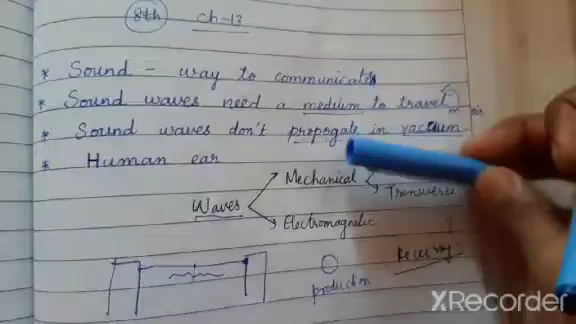 8th ch-13
* Sound - way to communicate
* Sound waves need a medium to travel
* Sound waves don't propogate in vacuum
* Human ear
Mechanical
Transverse
Waves
Electromagnetic
production
XRecorder